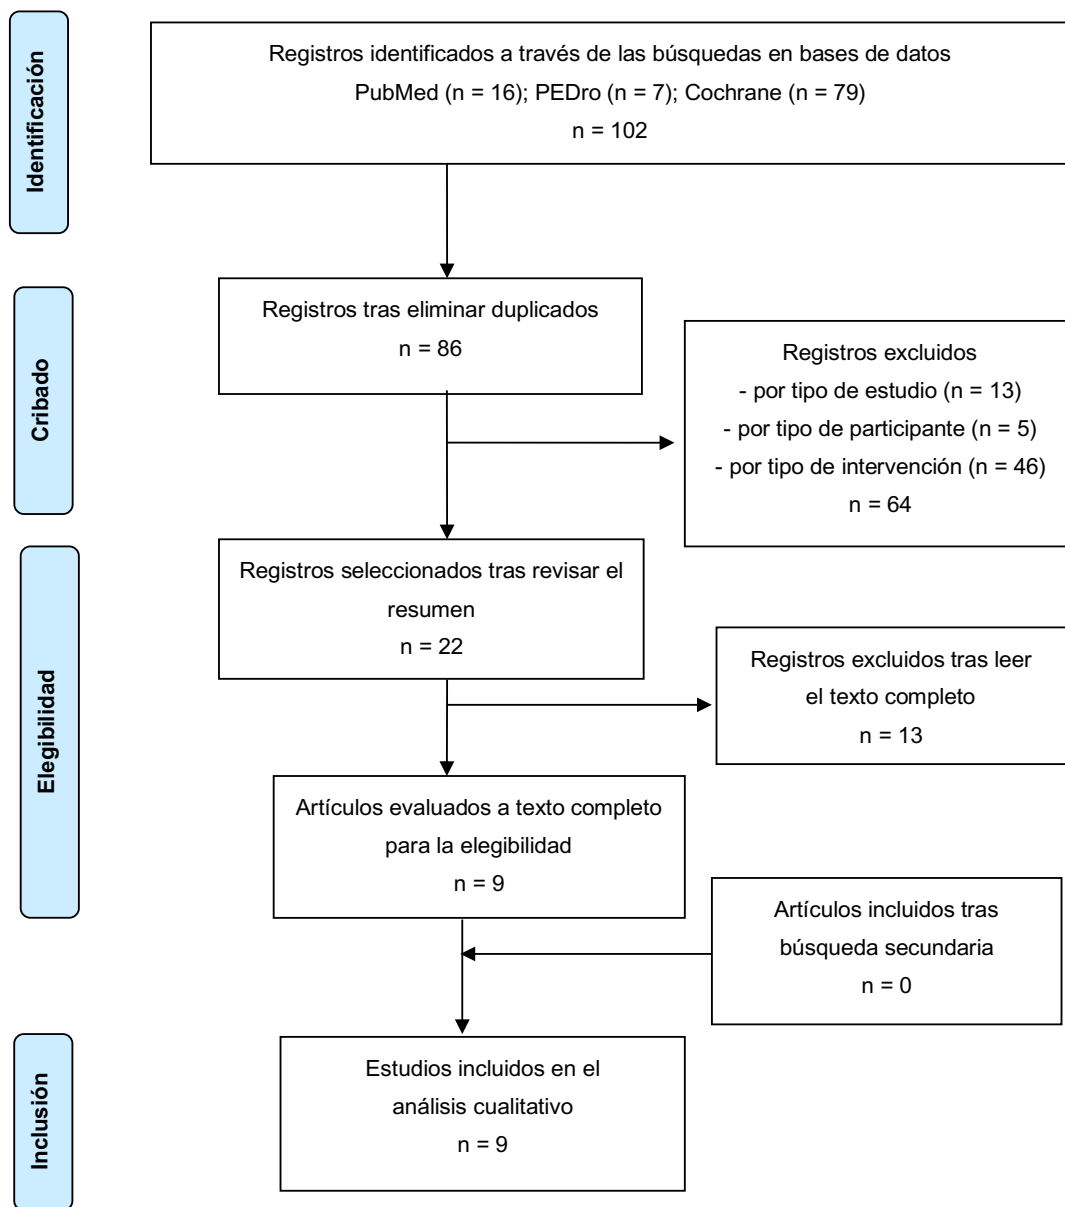 Identificación
Registros identificados a través de las búsquedas en bases de datos
PubMed (n = 16); PEDro (n = 7); Cochrane (n = 79)
n = 102
Cribado
Registros tras eliminar duplicados
n = 86
Registros excluidos
- por tipo de estudio (n = 13)
- por tipo de participante (n = 5)
- por tipo de intervención (n = 46)
n = 64
Elegibilidad
Registros seleccionados tras revisar el
resumen
n = 22
Registros excluidos tras leer
el texto completo
n = 13
Artículos evaluados a texto completo
para la elegibilidad
n = 9
Artículos incluidos tras
búsqueda secundaria
n = 0
Inclusión
Estudios incluidos en el
análisis cualitativo
n = 9